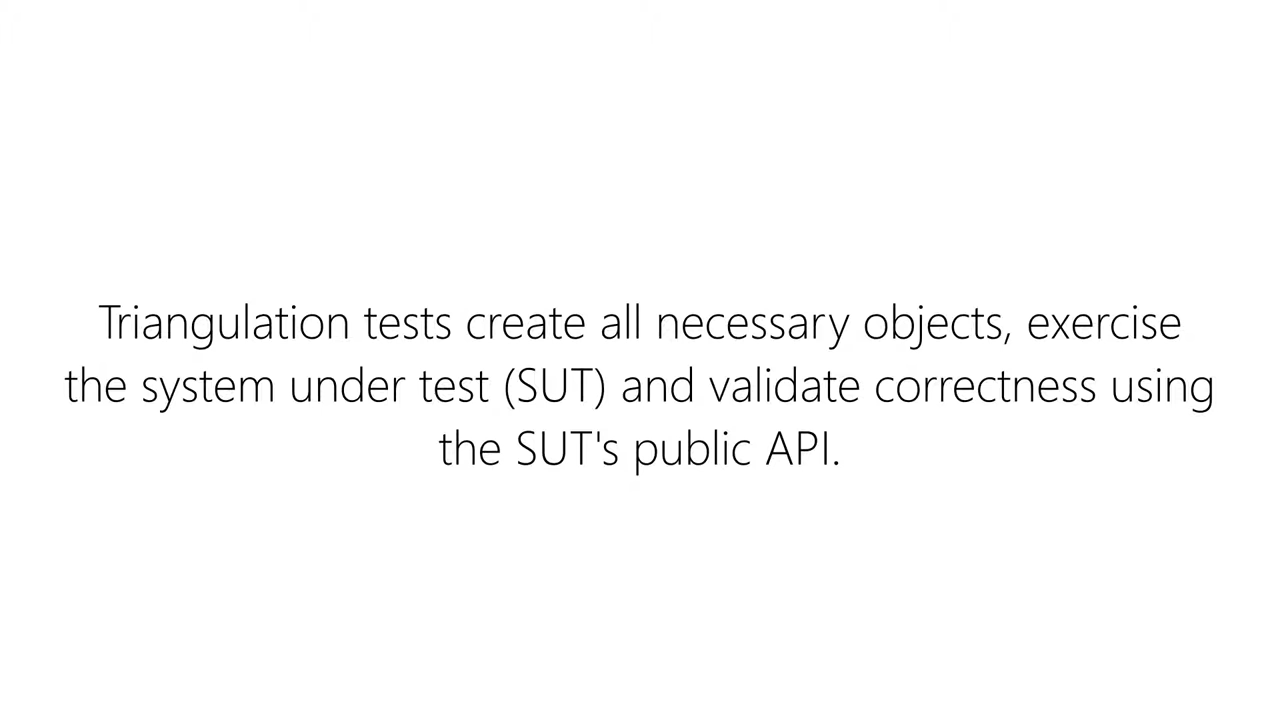 Triangulation tests create all necessary objects, exercise
the system under test (SUT) and validate correctness using
the SUT's public API.